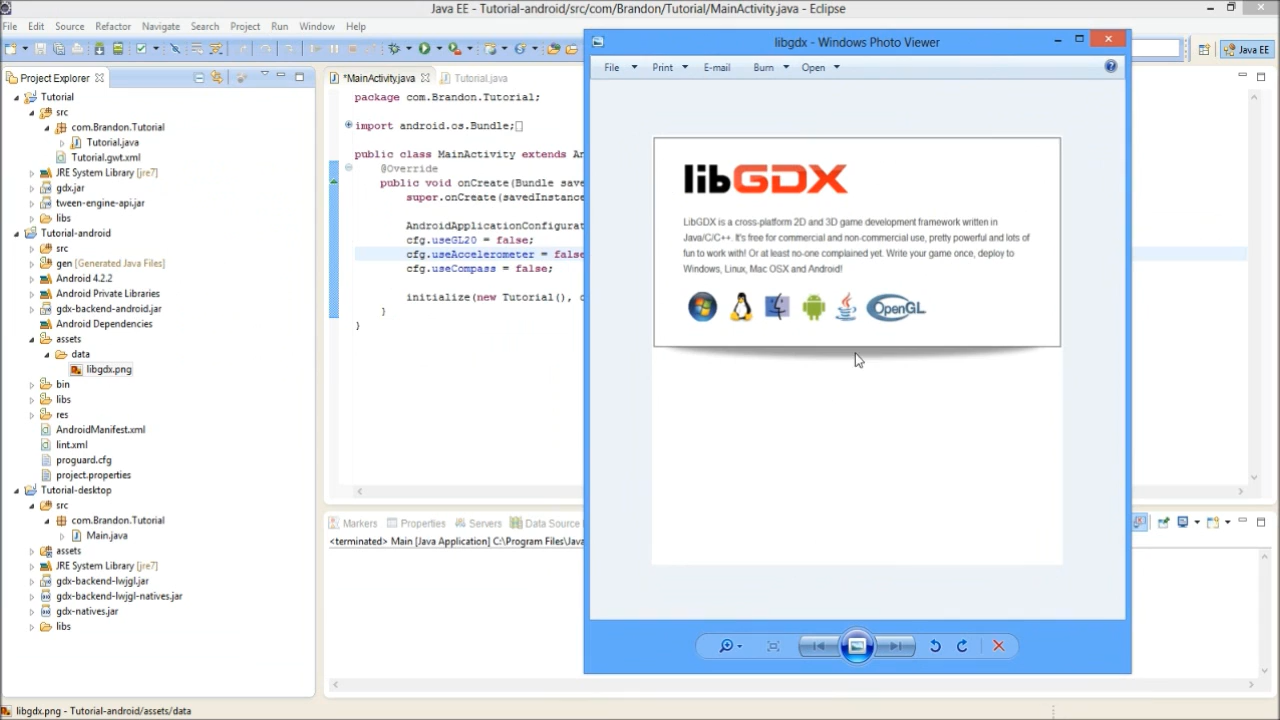 Java EE - Tutorial-android/src/com/Brandon/Tutorial/MainActivity.java - Eclipse
File Edit Source Refactor Navigate Search Project Run Window Help
Java EE
Project Explorer
Tutorial
src
com.Brandon.Tutorial
Tutorial.java
Tutorial.gwt.xml
JRE System Library [jre7]
gdx.jar
tween-engine-api.jar
libs
Tutorial-android
src
gen [Generated Java Files]
Android 4.2.2
Android Private Libraries
gdx-backend-android.jar
Android Dependencies
assets
data
libgdx.png
bin
libs
res
AndroidManifest.xml
lint.xml
proguard.cfg
project.properties
Tutorial-desktop
src
com.Brandon.Tutorial
Main.java
assets
JRE System Library [jre7]
gdx-backend-lwjgl.jar
gdx-backend-lwjgl-natives.jar
gdx-natives.jar
libs
*MainActivity.java Tutorial.java
package com.Brandon.Tutorial;
import android.os.Bundle;
public class MainActivity extends An
@Override
public void onCreate(Bundle save
super.onCreate(savedInstance
AndroidApplicationConfigurat
cfg.useGL20 = false;
cfg.useAccelerometer = false
cfg.useCompass = false;
initialize(new Tutorial(), c
}
}
Markers Properties Servers Data Source
<terminated> Main [Java Application] C:\Program Files\Java
libgdx - Windows Photo Viewer
File Print E-mail Burn Open
libGDX
LibGDX is a cross-platform 2D and 3D game development framework written in
Java/C/C++. It's free for commercial and non-commercial use, pretty powerful and lots of
fun to work with! Or at least no-one complained yet. Write your game once, deploy to
Windows, Linux, Mac OSX and Android!
OpenGL
libgdx.png - Tutorial-android/assets/data